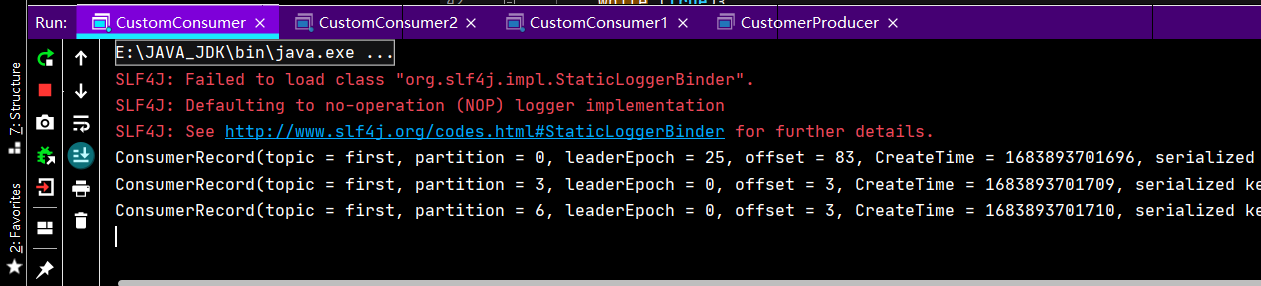 Run:
CustomConsumer
CustomConsumer2
CustomConsumer1
CustomerProducer
7: Structure
2: Favorites
E:\JAVA_JDK\bin\java.exe ...
SLF4J: Failed to load class "org.slf4j.impl.StaticLoggerBinder".
SLF4J: Defaulting to no-operation (NOP) logger implementation
SLF4J: See http://www.slf4j.org/codes.html#StaticLoggerBinder for further details.
ConsumerRecord(topic = first, partition = 0, leaderEpoch = 25, offset = 83, CreateTime = 1683893701696, serialized
ConsumerRecord(topic = first, partition = 3, leaderEpoch = 0, offset = 3, CreateTime = 1683893701709, serialized ke
ConsumerRecord(topic = first, partition = 6, leaderEpoch = 0, offset = 3, CreateTime = 1683893701710, serialized ke